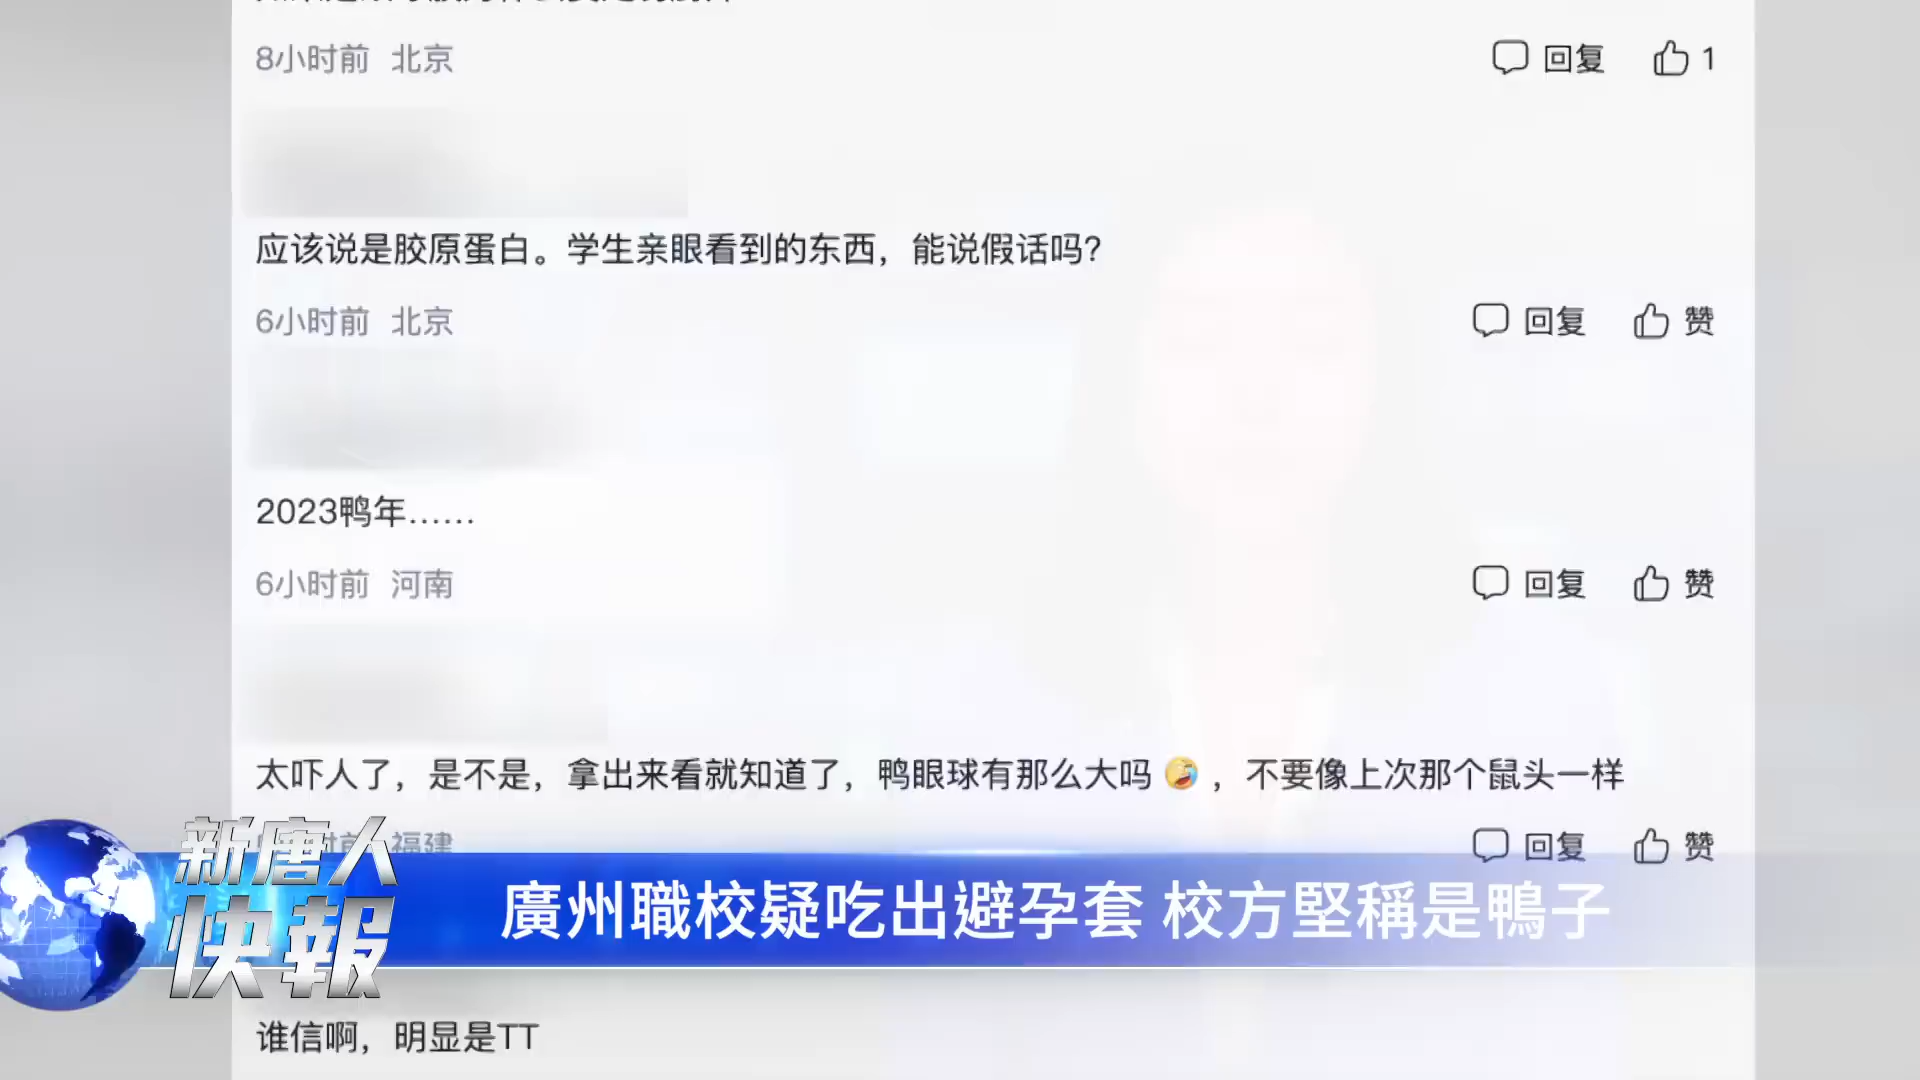 8小时前 北京
回复 1
应该说是胶原蛋白。学生亲眼看到的东西，能说假话吗？
6小时前 北京
回复 赞
2023鸭年……
6小时前 河南
回复 赞
太吓人了，是不是，拿出来看就知道了，鸭眼球有那么大吗🤣，不要像上次那个鼠头一样
时前 福建
回复 赞
新唐人
快報
廣州職校疑吃出避孕套 校方堅稱是鴨子
谁信啊，明显是TT